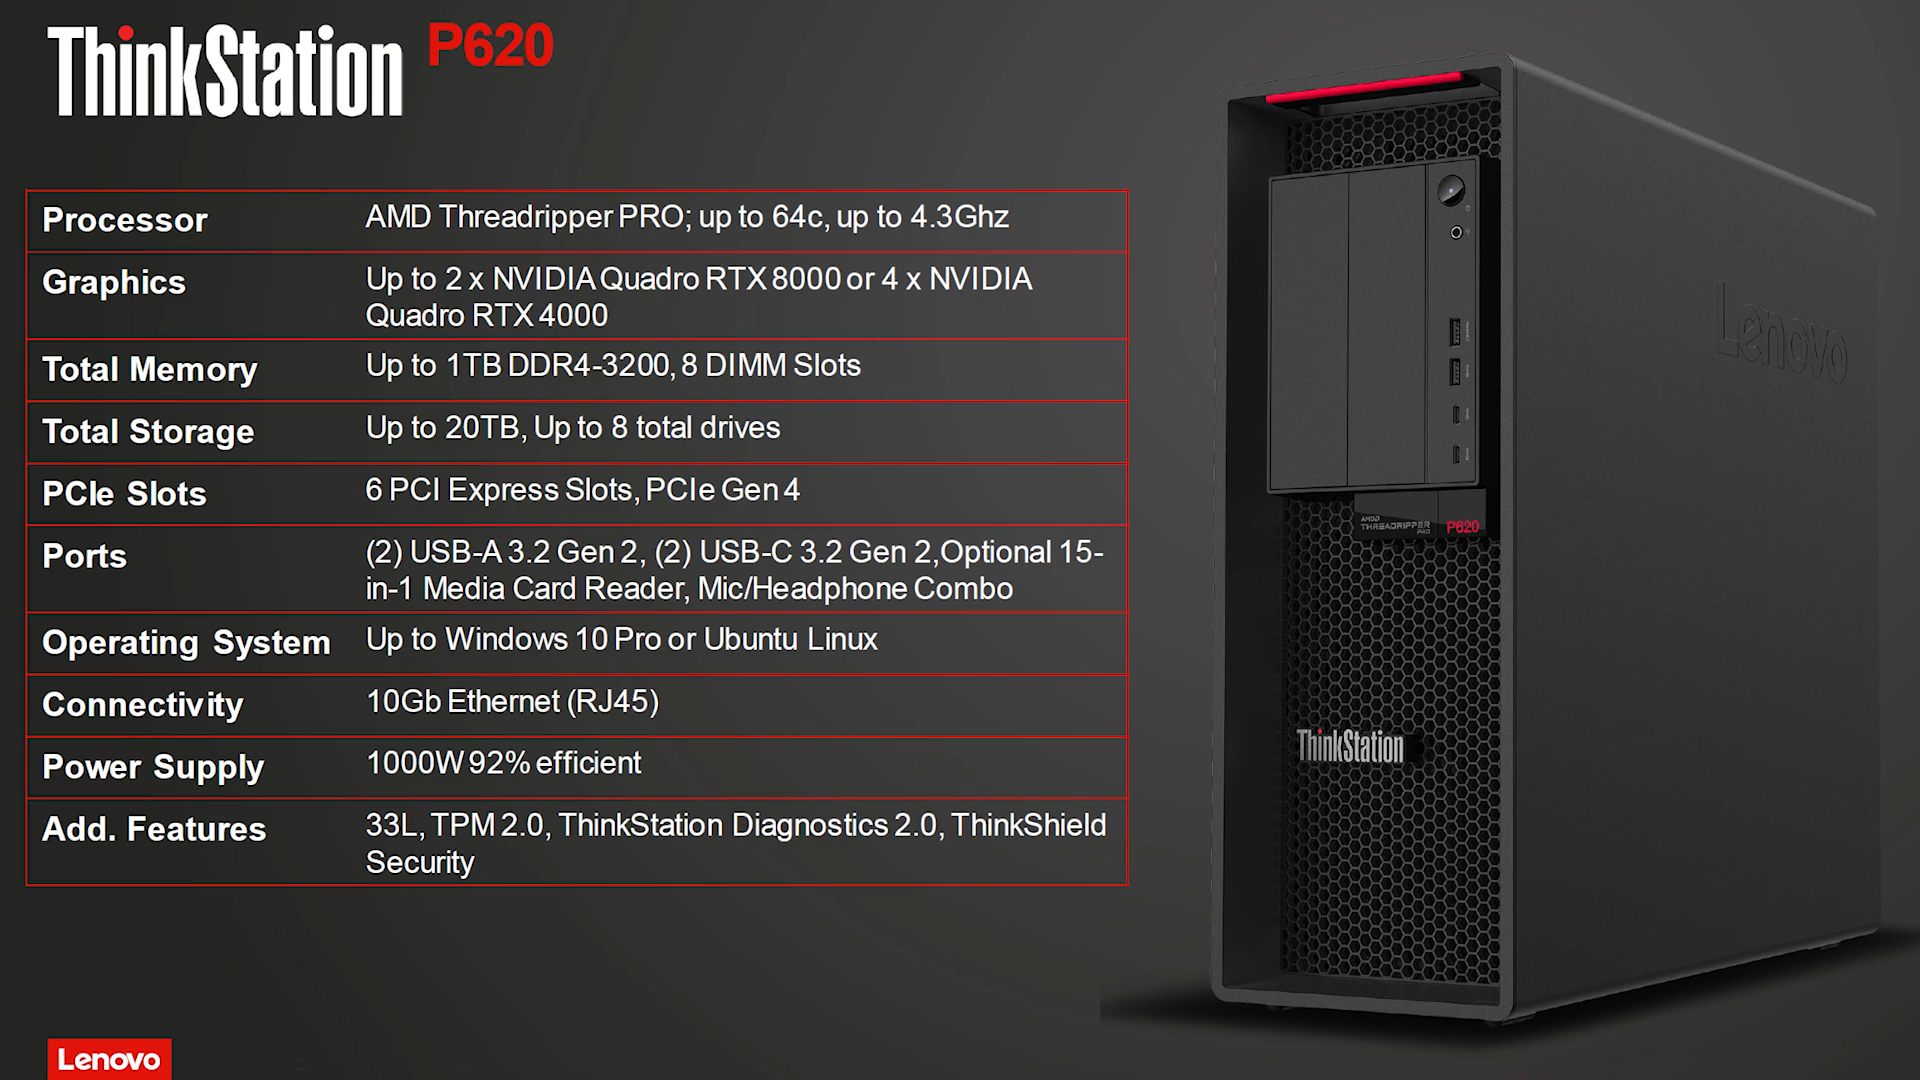 ThinkStation P620
Processor AMD Threadripper PRO; up to 64c, up to 4.3Ghz
Graphics Up to 2 x NVIDIA Quadro RTX 8000 or 4 x NVIDIA
Quadro RTX 4000
Total Memory Up to 1TB DDR4-3200, 8 DIMM Slots
Total Storage Up to 20TB, Up to 8 total drives
PCIe Slots 6 PCI Express Slots, PCIe Gen 4
Ports (2) USB-A 3.2 Gen 2, (2) USB-C 3.2 Gen 2,Optional 15-
in-1 Media Card Reader, Mic/Headphone Combo
Operating System Up to Windows 10 Pro or Ubuntu Linux
Connectivity 10Gb Ethernet (RJ45)
Power Supply 1000W 92% efficient
Add. Features 33L, TPM 2.0, ThinkStation Diagnostics 2.0, ThinkShield
Security
Lenovo
Lenovo
AMD
THREADRIPPER
PRO
P620
ThinkStation